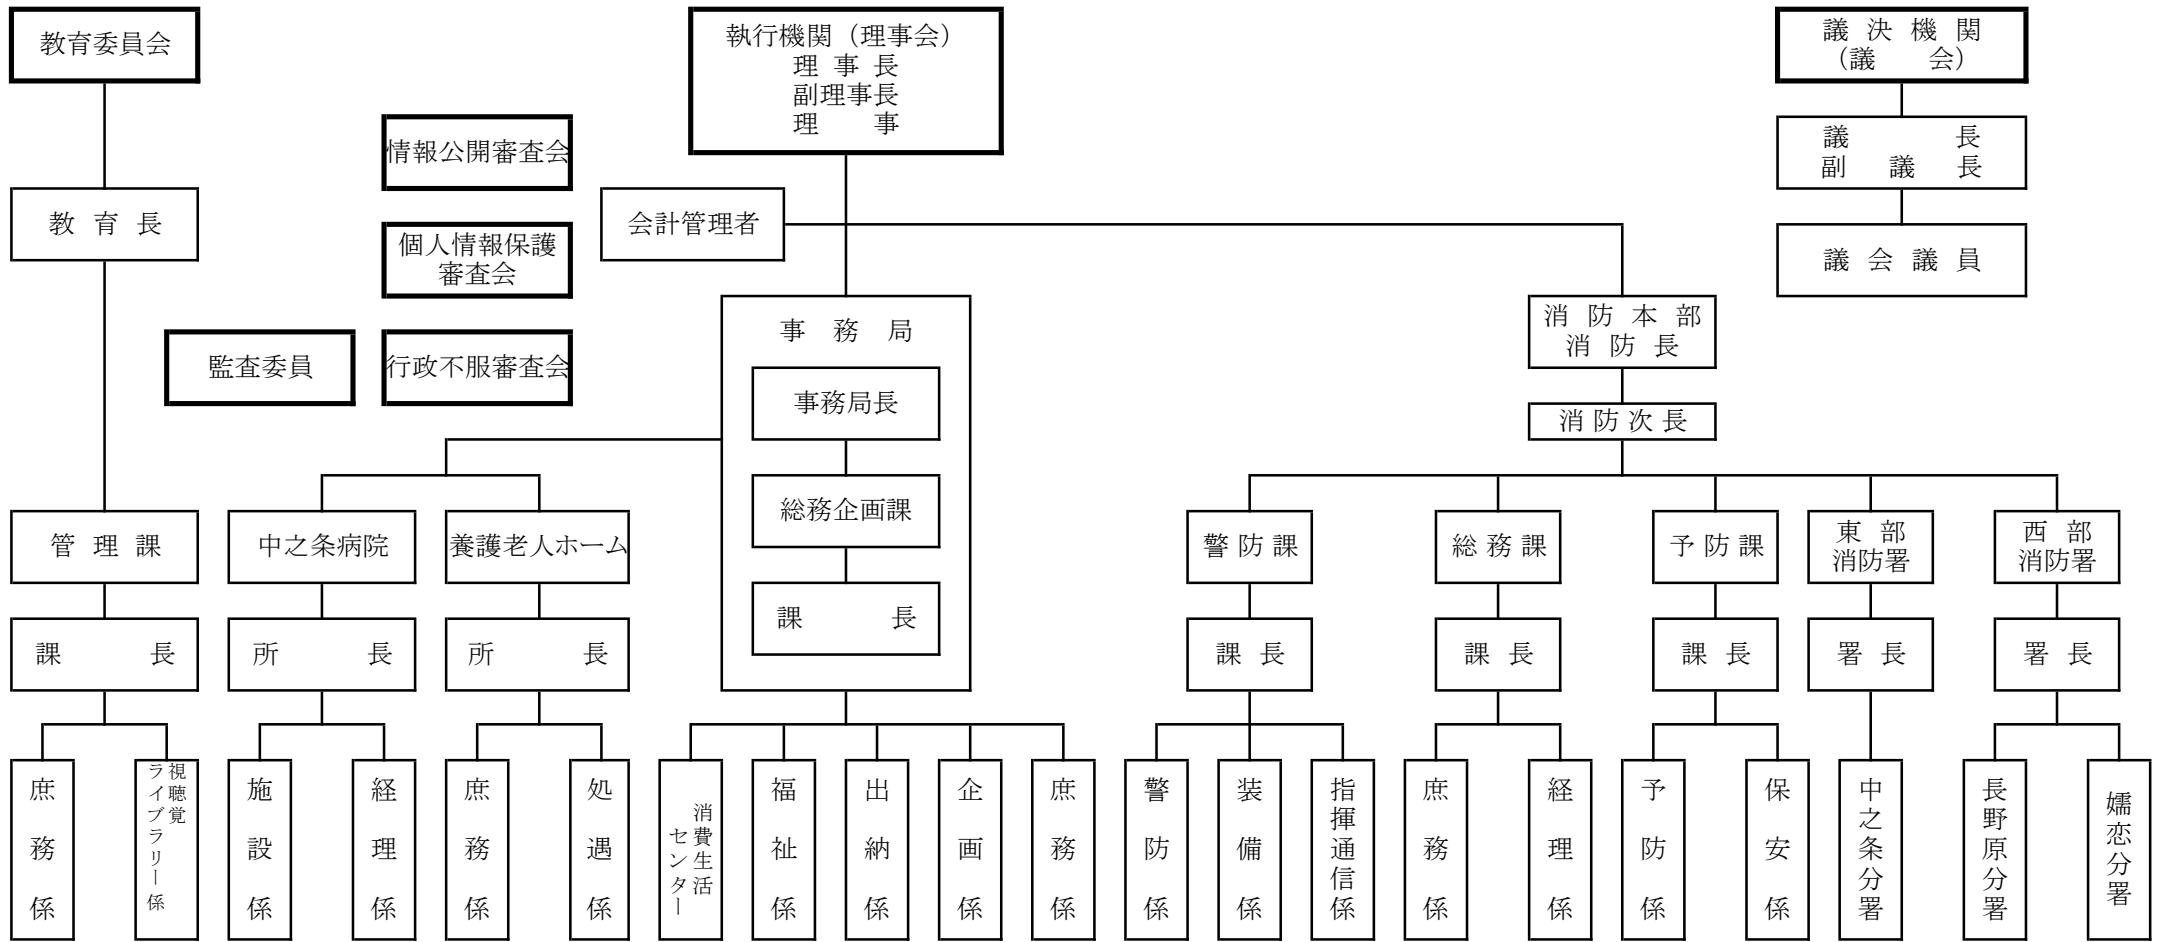 教育委員会
執行機関（理事会）
理事長
副理事長
理　事
議決機関
（議　会）
情報公開審査会
議　長
副議長
教育長
会計管理者
個人情報保護
審査会
議会議員
事務局
消防本部
消防長
監査委員
行政不服審査会
事務局長
消防次長
総務企画課
管理課
中之条病院
養護老人ホーム
警防課
総務課
予防課
東部
消防署
西部
消防署
課　長
課　長
所　長
所　長
課長
課長
課長
署長
署長
庶務係
視聴覚
ライブラリー係
施設係
経理係
庶務係
処遇係
消費生活
センター
福祉係
出納係
企画係
庶務係
警防係
装備係
指揮通信係
庶務係
経理係
予防係
保安係
中之条分署
長野原分署
嬬恋分署